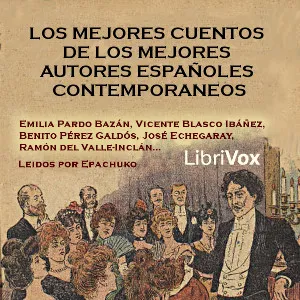 LOS MEJORES CUENTOS
DE LOS MEJORES
AUTORES ESPAÑOLES
CONTEMPORANEOS
EMILIA PARDO BAZÁN, VICENTE BLASCO IBÁÑEZ,
BENITO PÉREZ GALDÓS, JOSÉ ECHEGARAY,
RAMÓN DEL VALLE-INCLÁN...
LEIDOS POR EPACHUKO
LibriVox